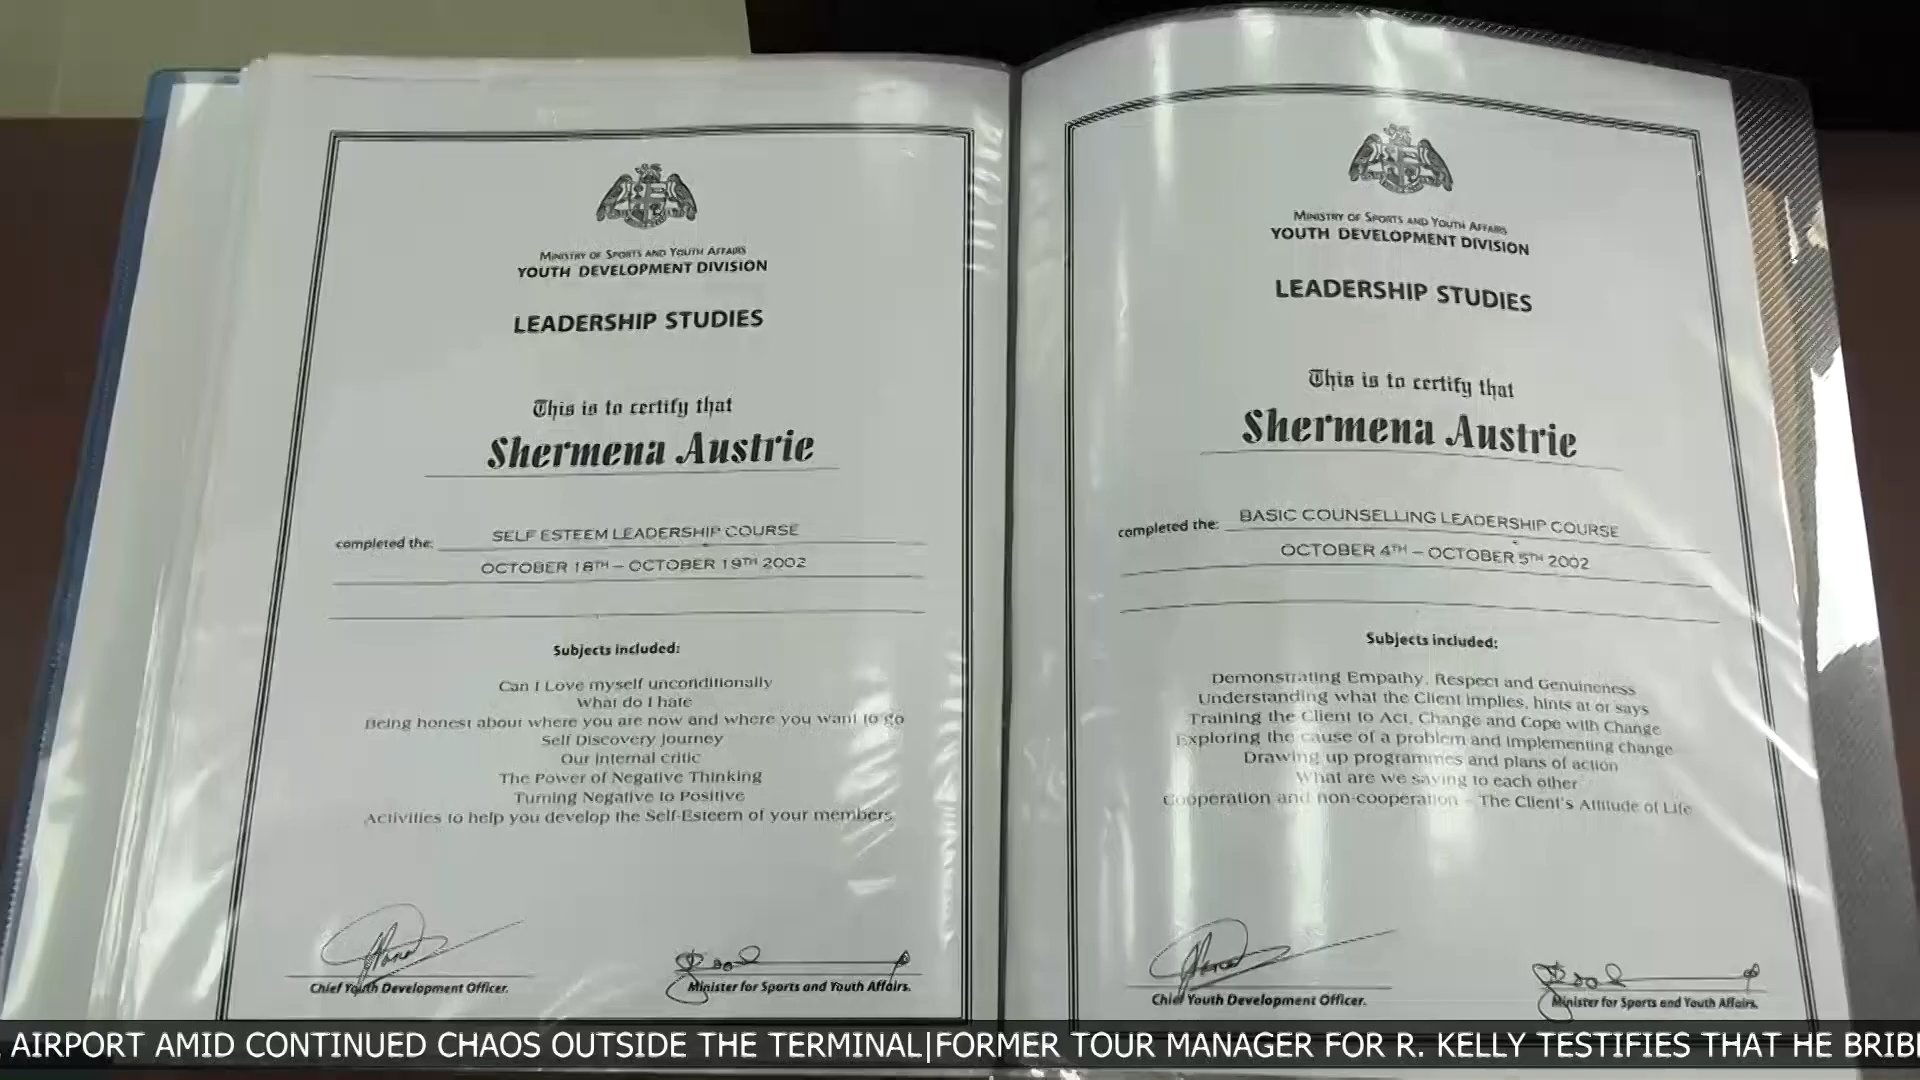 MINISTRY OF SPORTS AND YOUTH AFFAIRS
YOUTH DEVELOPMENT DIVISION
LEADERSHIP STUDIES
This is to certify that
Shermena Austrie
completed the: SELF ESTEEM LEADERSHIP COURSE
OCTOBER 18TH – OCTOBER 19TH 2002
Subjects included:
Can I Love myself unconditionally
What do I hate
Being honest about where you are now and where you want to go
Self Discovery Journey
Our internal critic
The Power of Negative Thinking
Turning Negative to Positive
Activities to help you develop the Self-Esteem of your members
Chief Youth Development Officer.
Minister for Sports and Youth Affairs.
MINISTRY OF SPORTS AND YOUTH AFFAIRS
YOUTH DEVELOPMENT DIVISION
LEADERSHIP STUDIES
This is to certify that
Shermena Austrie
completed the: BASIC COUNSELLING LEADERSHIP COURSE
OCTOBER 4TH – OCTOBER 5TH 2002
Subjects included:
Demonstrating Empathy, Respect and Genuineness
Understanding what the Client implies, hints at or says
Training the Client to Act, Change and Cope with Change
Exploring the cause of a problem and implementing change
Drawing up programmes and plans of action
What are we saying to each other
Cooperation and non-cooperation – The Client's Attitude of Life
Chief Youth Development Officer.
Minister for Sports and Youth Affairs.
AIRPORT AMID CONTINUED CHAOS OUTSIDE THE TERMINAL|FORMER TOUR MANAGER FOR R. KELLY TESTIFIES THAT HE BRIB